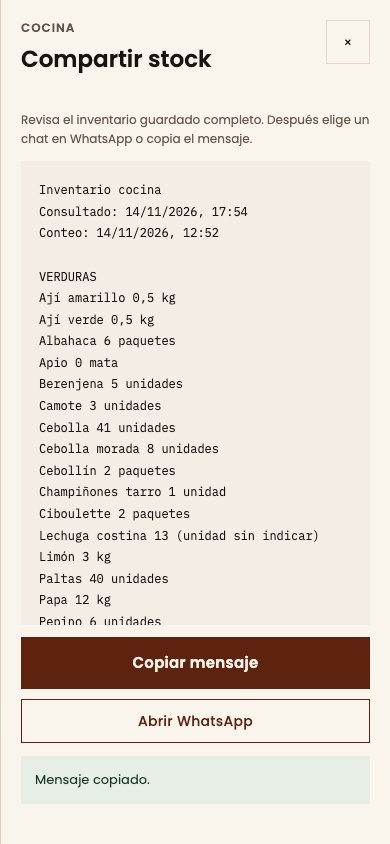 COCINA
Compartir stock
×
Revisa el inventario guardado completo. Después elige un
chat en WhatsApp o copia el mensaje.
Inventario cocina
Consultado: 14/11/2026, 17:54
Conteo: 14/11/2026, 12:52
VERDURAS
Ají amarillo 0,5 kg
Ají verde 0,5 kg
Albahaca 6 paquetes
Apio 0 mata
Berenjena 5 unidades
Camote 3 unidades
Cebolla 41 unidades
Cebolla morada 8 unidades
Cebollín 2 paquetes
Champiñones tarro 1 unidad
Ciboulette 2 paquetes
Lechuga costina 13 (unidad sin indicar)
Limón 3 kg
Paltas 40 unidades
Papa 12 kg
Pepino 6 unidades
Copiar mensaje
Abrir WhatsApp
Mensaje copiado.